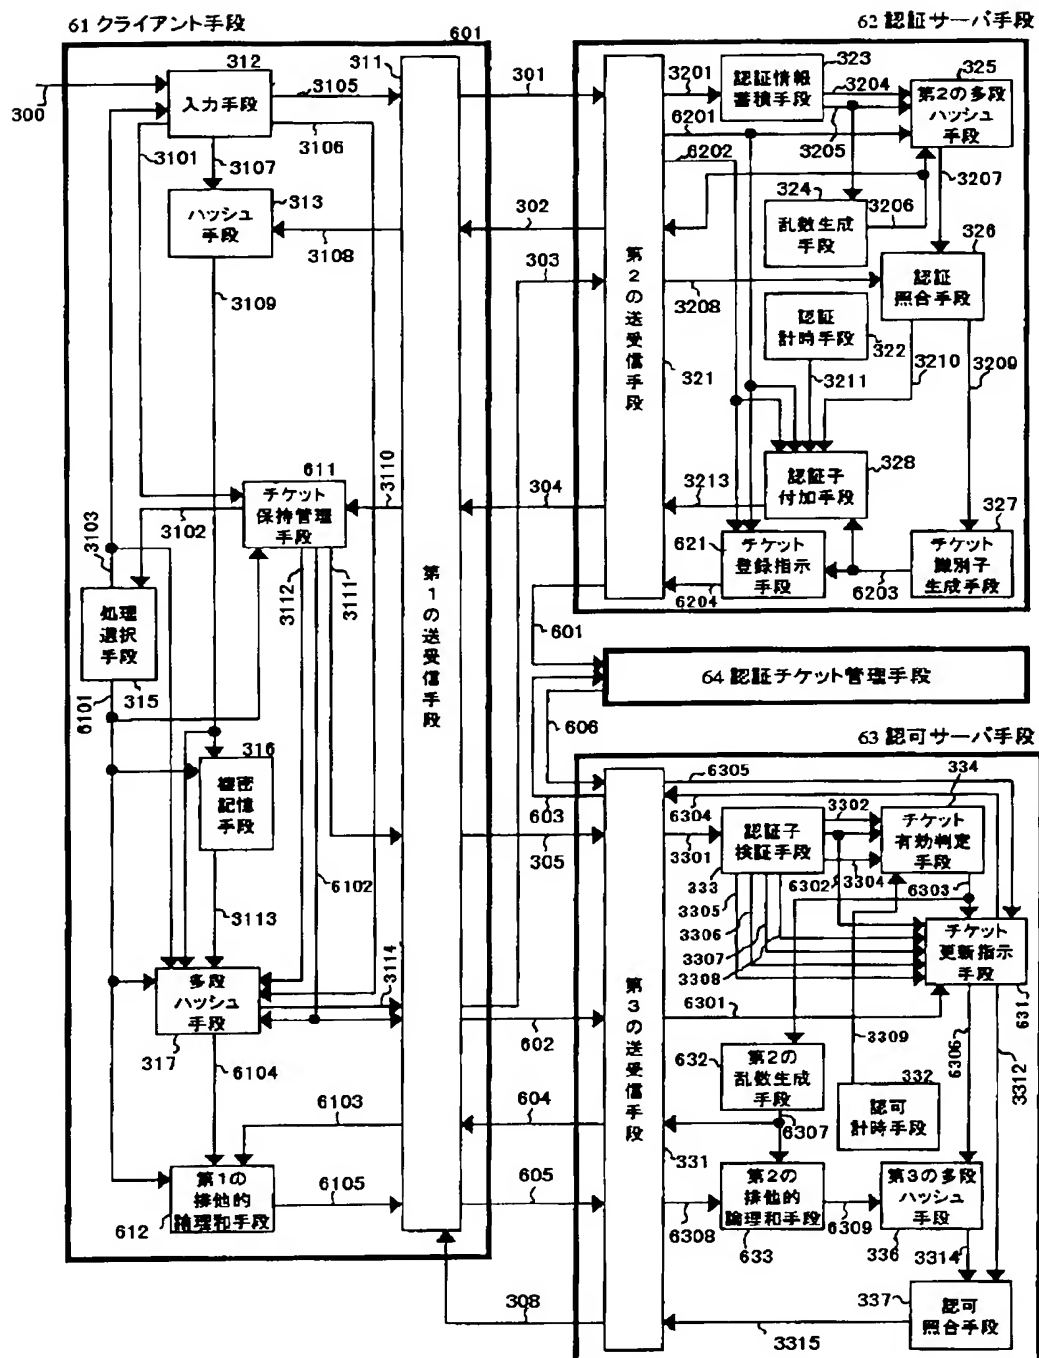 61 クライアント手段
601
62 認証サーバ手段
300
312
入力手段
3105
3106
3101
3107
313
ハッシュ
手段
3108
3109
311
301
302
303
3201
323
認証情報
蓄積手段
3204
325
第2の多段
ハッシュ
手段
6201
6202
3205
3207
324
乱数生成
手段
3206
326
認証
照合手段
3208
認証
計時手段
322
第2の送受信手段
321
3211
3210
3209
611
チケット
保持管理
手段
3110
3103
3102
304
3213
認証子
付加手段
328
327
チケット
識別子
生成手段
621
チケット
登録指示
手段
6204
6203
処理
選択
手段
315
3112
3111
第1の送受信手段
601
64 認証チケット管理手段
6101
606
63 認可サーバ手段
316
機密
記憶
手段
6102
603
305
6305
6304
3302
334
チケット
有効判定
手段
3301
認証子
検証手段
6302
3304
6303
333
3305
3306
3307
3308
チケット
更新指示
手段
631
3113
3114
多段
ハッシュ
手段
317
602
第3の送受信手段
6301
3309
6306
3312
6104
632
第2の
乱数生成
手段
332
認可
計時手段
6103
604
6307
331
第1の
排他的
論理和手段
612
6105
605
6308
第2の
排他的
論理和手段
633
6309
第3の多段
ハッシュ
手段
336
3314
308
3315
337
認可
照合手段